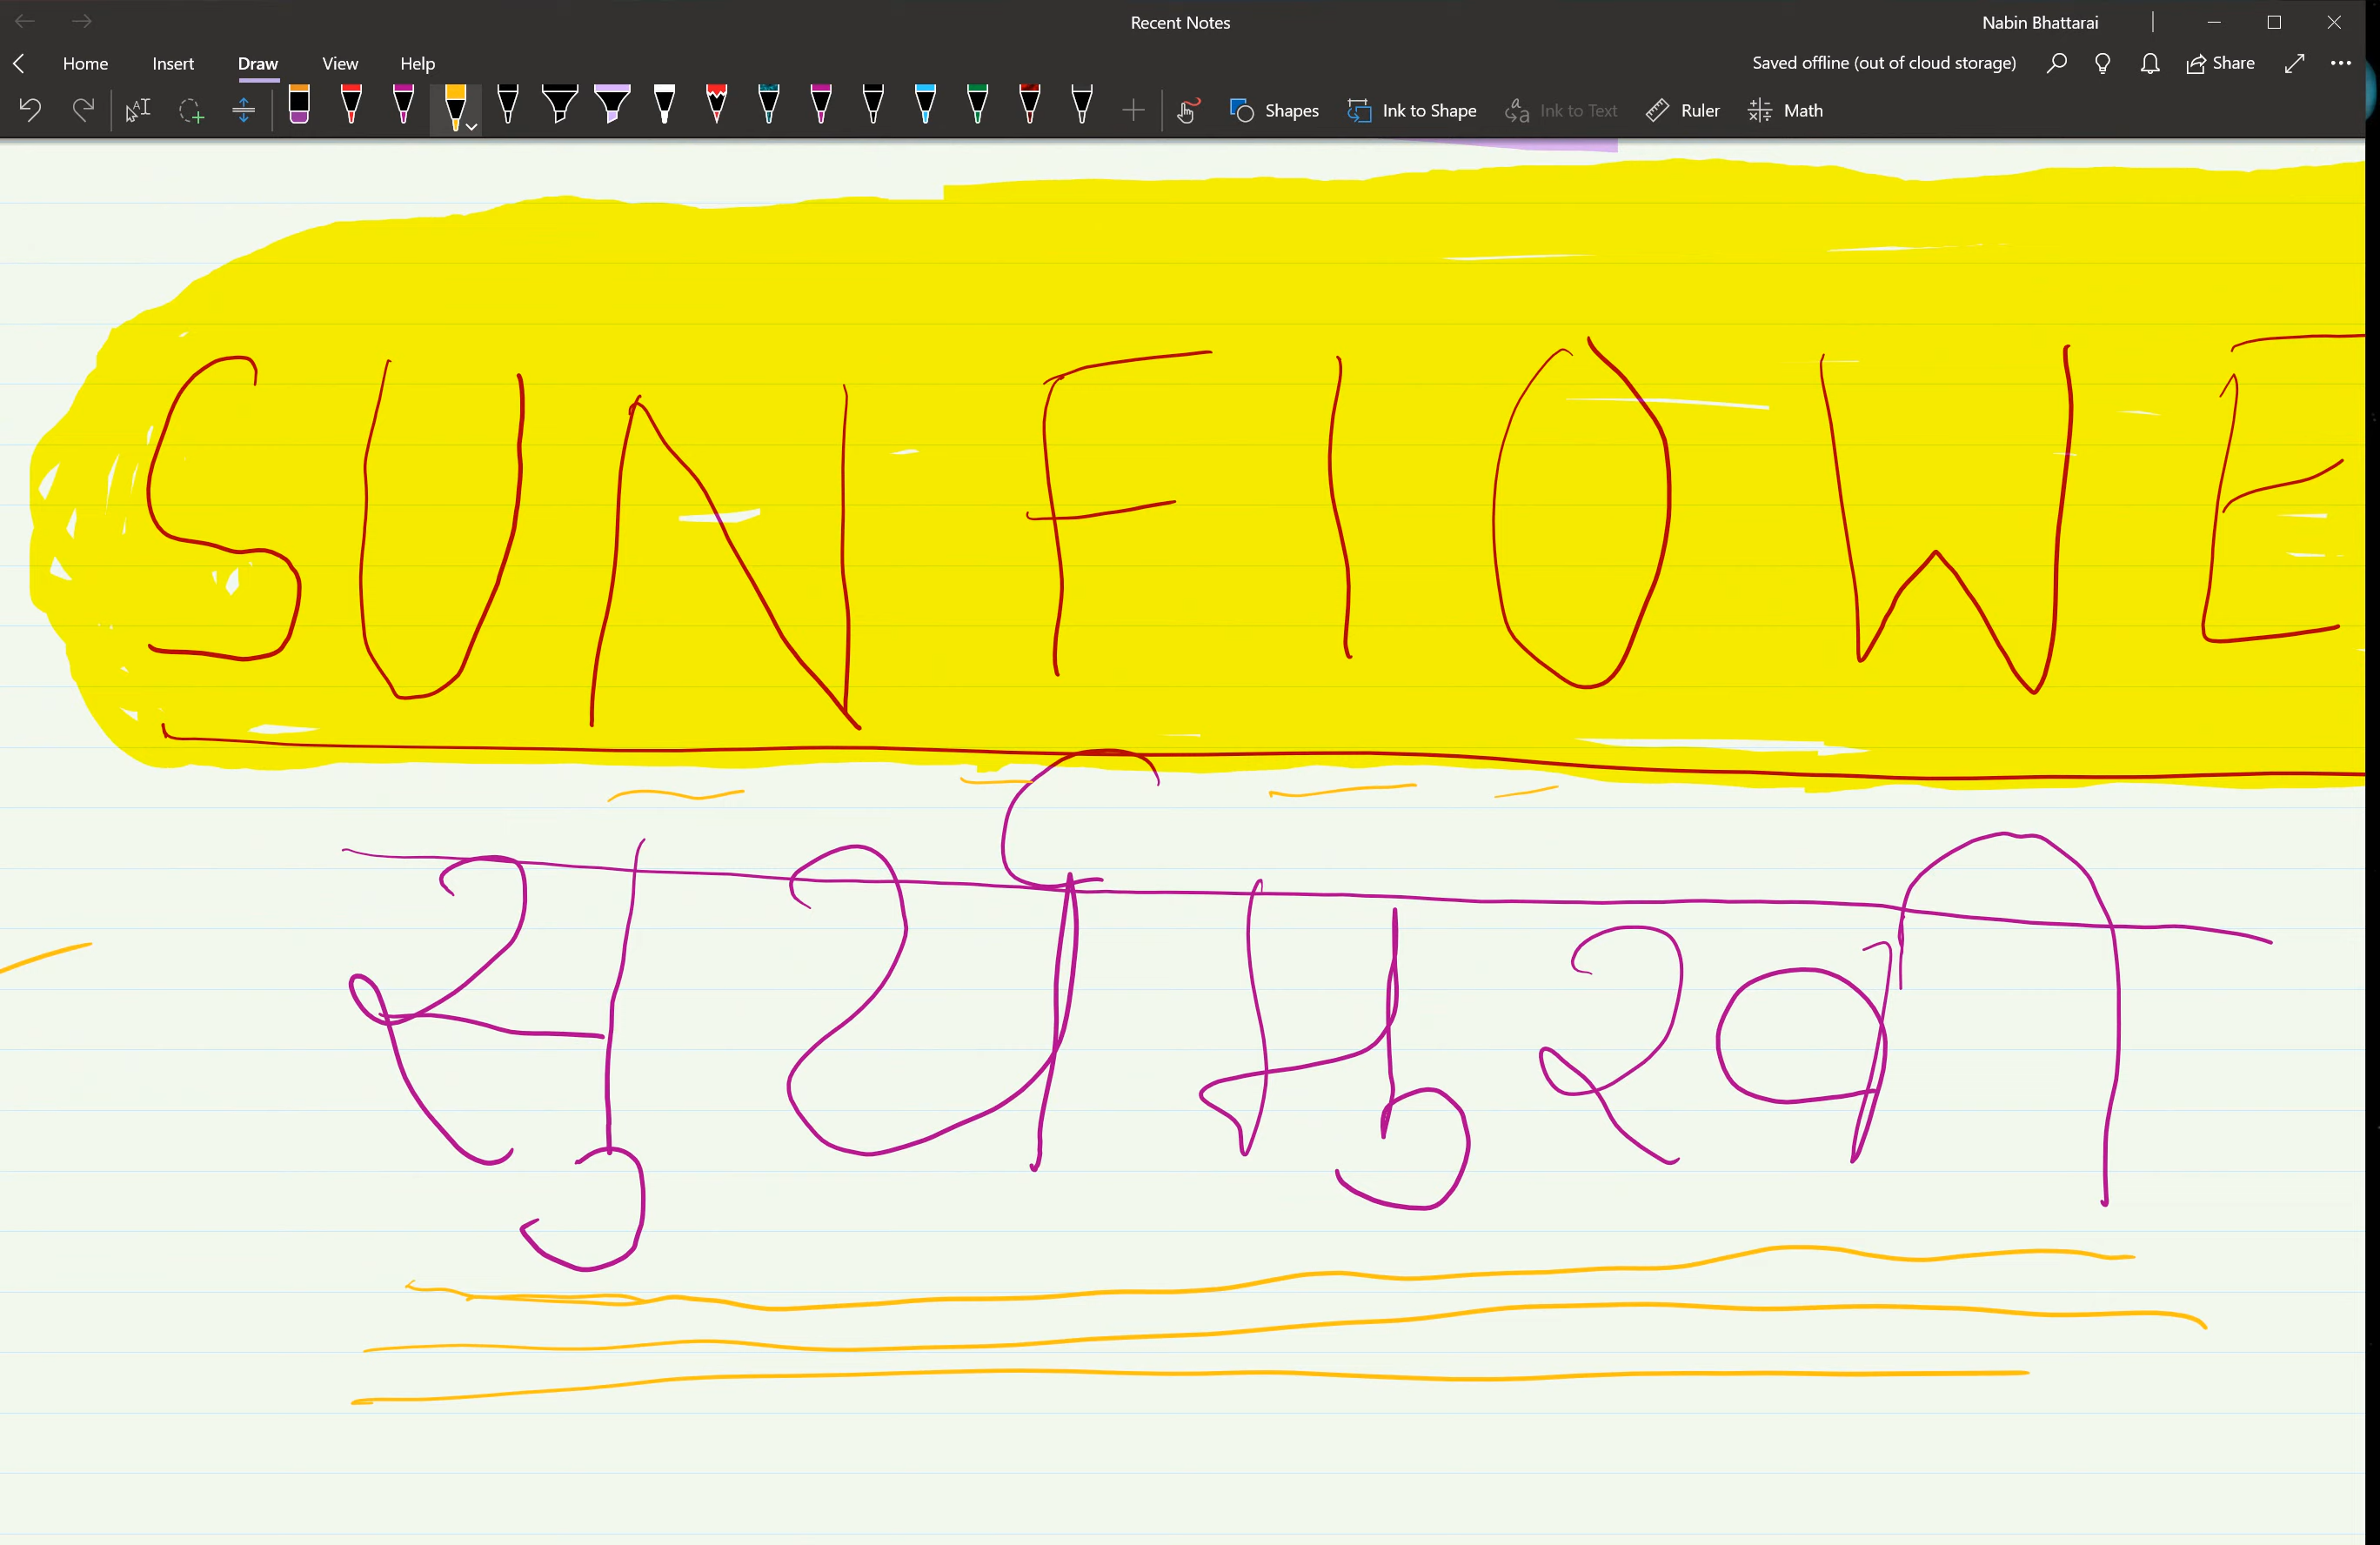 Recent Notes Nabin Bhattarai
Home Insert Draw View Help Saved offline (out of cloud storage) Share
Shapes Ink to Shape Ink to Text Ruler Math
SUNFlOWE
सुर्यमुखी